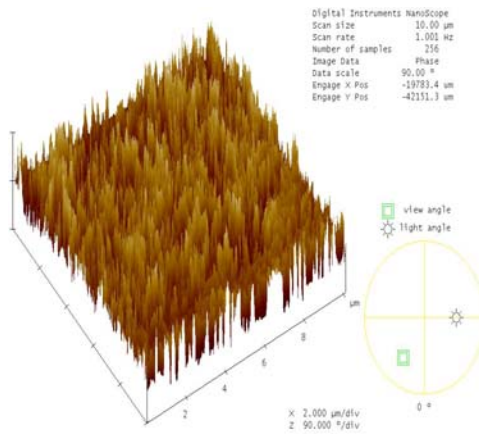 Digital Instruments NanoScope
Scan size 10.00 µm
Scan rate 1.001 Hz
Number of samples 256
Image Data Phase
Data scale 90.00 °
Engage X Pos -19783.4 um
Engage Y Pos -42151.3 um
view angle
light angle
µm
8
6
4
2
X 2.000 µm/div
Z 90.000 °/div
0 °